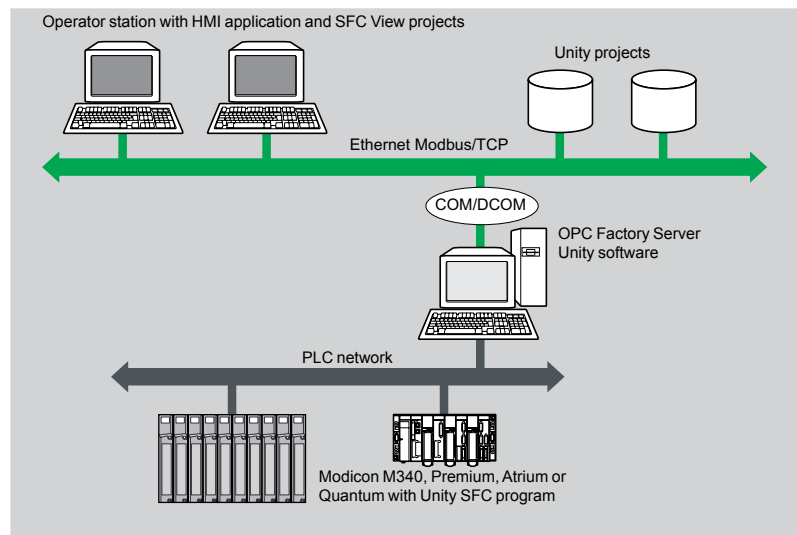 Operator station with HMI application and SFC View projects
Unity projects
Ethernet Modbus/TCP
COM/DCOM
OPC Factory Server
Unity software
PLC network
Modicon M340, Premium, Atrium or
Quantum with Unity SFC program